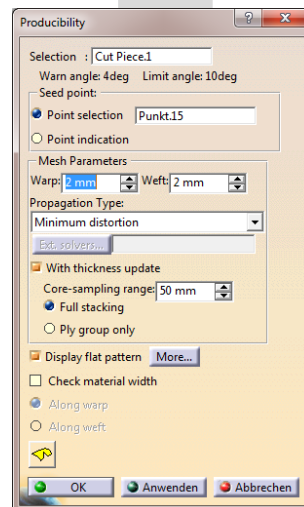 Producibility
Selection : Cut Piece.1
Warn angle: 4deg Limit angle: 10deg
Seed point:
Point selection Punkt.15
Point indication
Mesh Parameters
Warp: 2 mm Weft: 2 mm
Propagation Type:
Minimum distortion
Ext. solvers...
With thickness update
Core-sampling range: 50 mm
Full stacking
Ply group only
Display flat pattern More...
Check material width
Along warp
Along weft
OK Anwenden Abbrechen